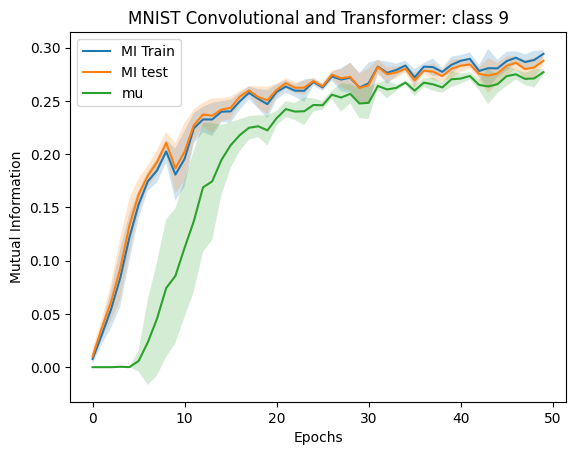 MNIST Convolutional and Transformer: class 9
MI Train
MI test
mu
0.30
0.25
0.20
0.15
0.10
0.05
0.00
Mutual Information
0 10 20 30 40 50
Epochs